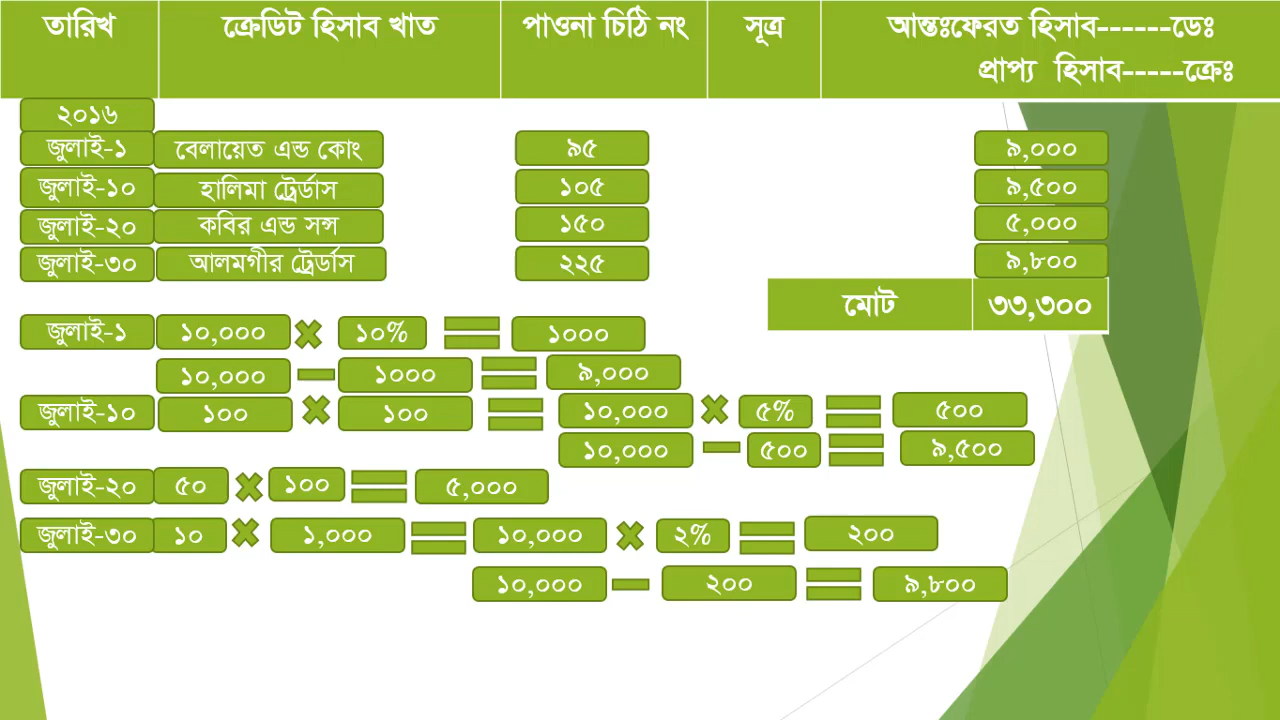 তারিখ ক্রেডিট হিসাব খাত পাওনা চিঠি নং সূত্র আন্তঃফেরত হিসাব------ডেঃ
প্রাপ্য হিসাব-----ক্রেঃ
২০১৬
জুলাই-১ বেলায়েত এন্ড কোং ৯৫ ৯,০০০
জুলাই-১০ হালিমা ট্রের্ডাস ১০৫ ৯,৫০০
জুলাই-২০ কবির এন্ড সন্স ১৫০ ৫,০০০
জুলাই-৩০ আলমগীর ট্রের্ডাস ২২৫ ৯,৮০০
মোট ৩৩,৩০০
জুলাই-১ ১০,০০০ × ১০% = ১০০০
১০,০০০ - ১০০০ = ৯,০০০
জুলাই-১০ ১০০ × ১০০ = ১০,০০০ × ৫% = ৫০০
১০,০০০ - ৫০০ = ৯,৫০০
জুলাই-২০ ৫০ × ১০০ = ৫,০০০
জুলাই-৩০ ১০ × ১,০০০ = ১০,০০০ × ২% = ২০০
১০,০০০ - ২০০ = ৯,৮০০